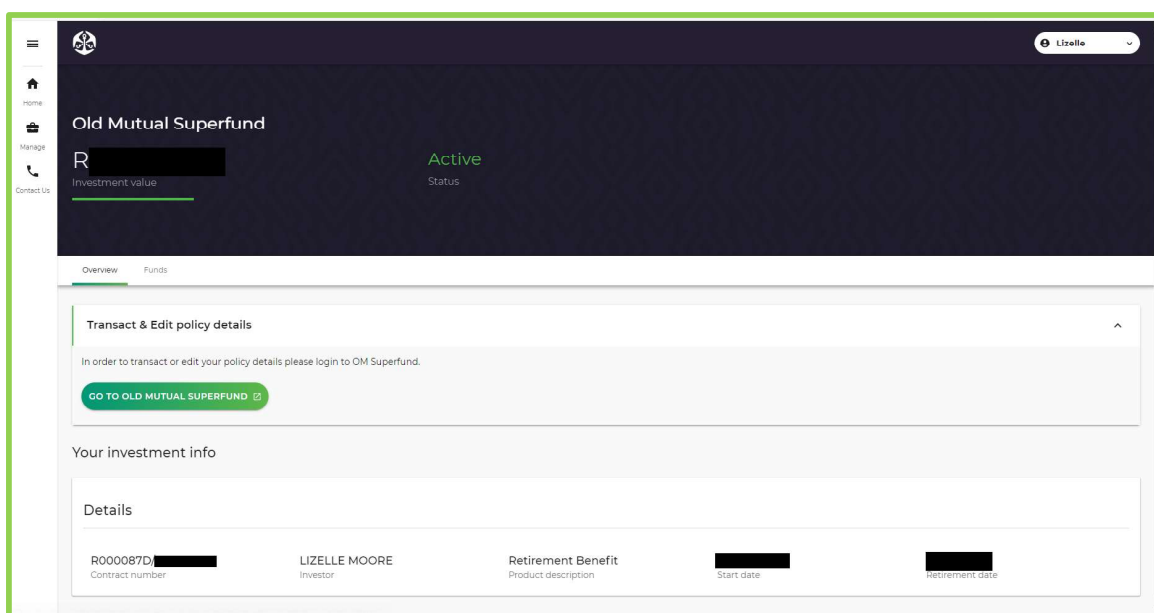 Lizelle
Home
Manage
Contact Us
Old Mutual Superfund
R
Investment value
Active
Status
Overview Funds
Transact & Edit policy details
In order to transact or edit your policy details please login to OM Superfund.
GO TO OLD MUTUAL SUPERFUND
Your investment info
Details
R000087D/ LIZELLE MOORE Retirement Benefit
Contract number Investor Product description Start date Retirement date